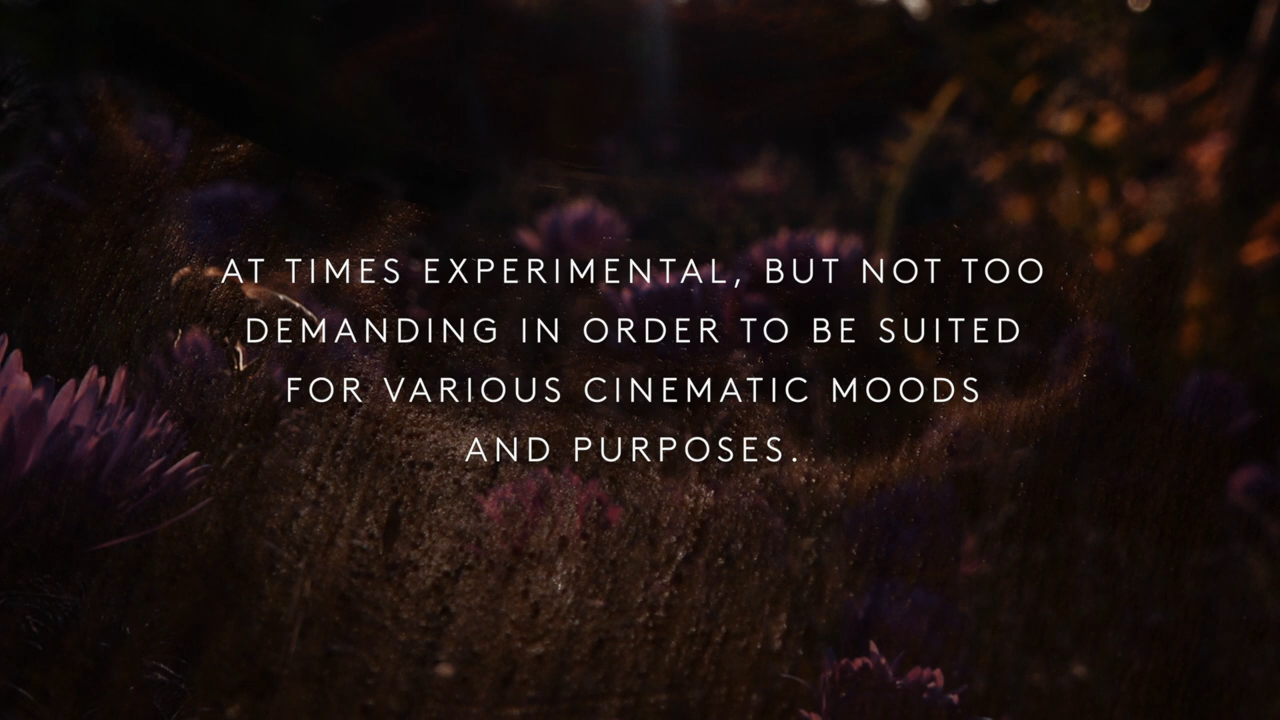 AT TIMES EXPERIMENTAL, BUT NOT TOO
DEMANDING IN ORDER TO BE SUITED
FOR VARIOUS CINEMATIC MOODS
AND PURPOSES..